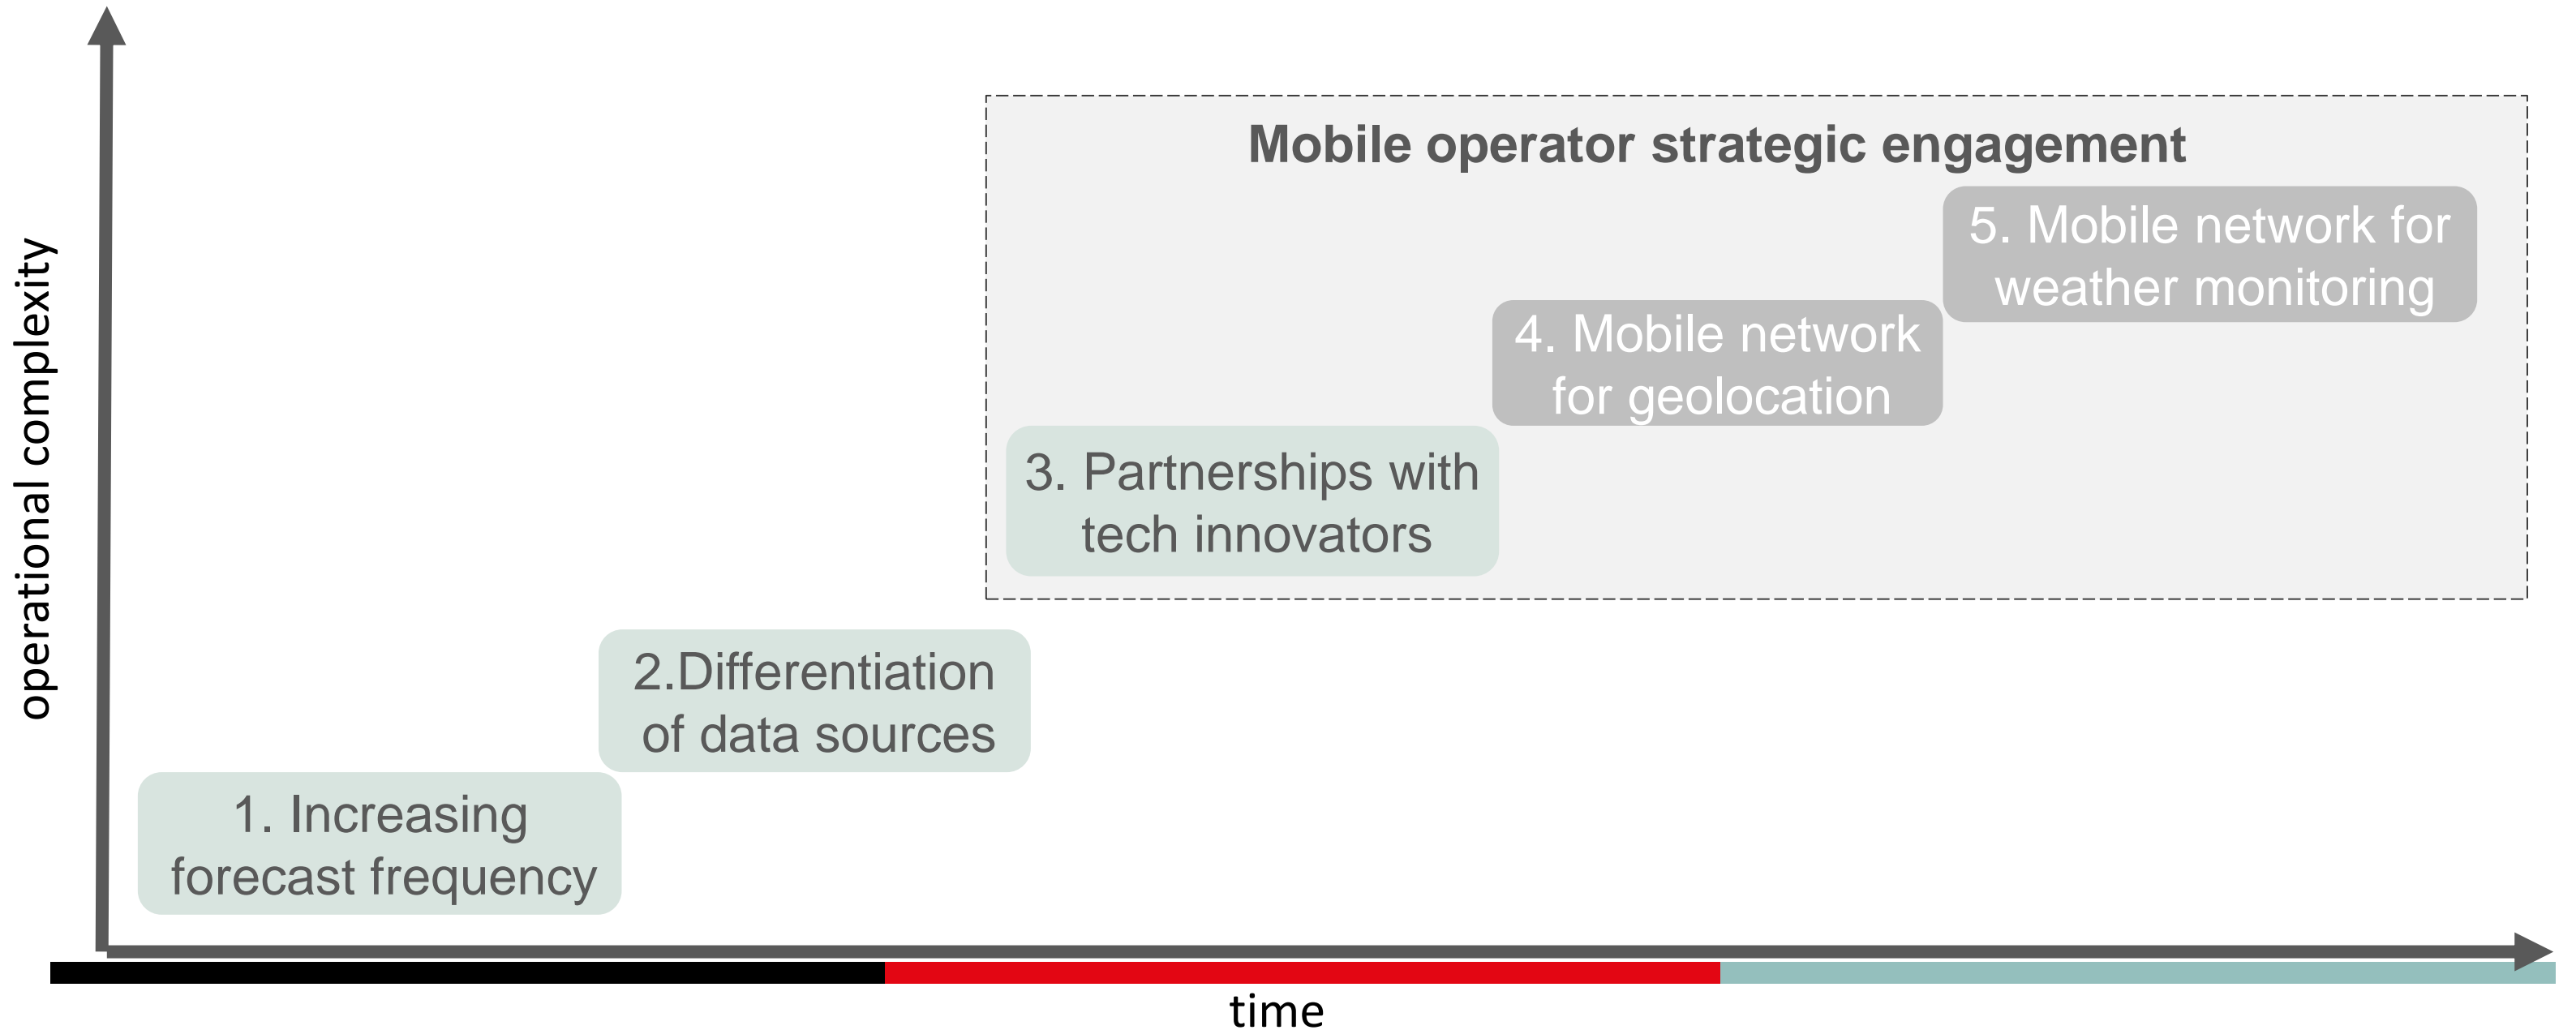 operational complexity
Mobile operator strategic engagement
5. Mobile network for
weather monitoring
4. Mobile network
for geolocation
3. Partnerships with
tech innovators
2.Differentiation
of data sources
1. Increasing
forecast frequency
time